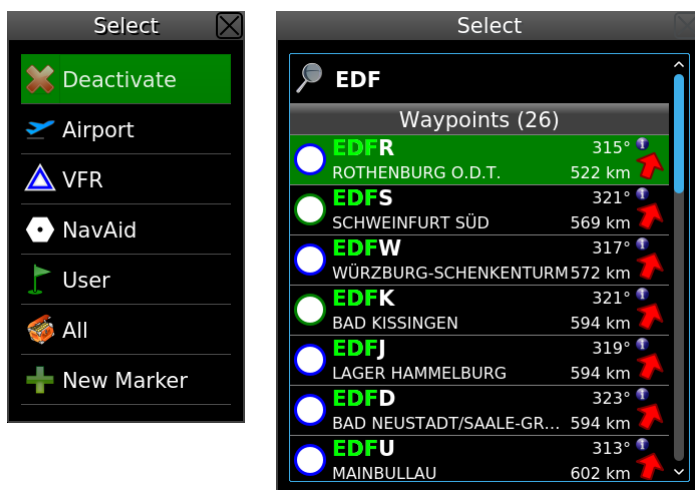 Select
Deactivate
Airport
VFR
NavAid
User
All
New Marker
Select
EDF
Waypoints (26)
EDFR 315°
ROTHENBURG O.D.T. 522 km
EDFS 321°
SCHWEINFURT SÜD 569 km
EDFW 317°
WÜRZBURG-SCHENKENTURM 572 km
EDFK 321°
BAD KISSINGEN 594 km
EDFJ 319°
LAGER HAMMELBURG 594 km
EDFD 323°
BAD NEUSTADT/SAALE-GR... 594 km
EDFU 313°
MAINBULLAU 602 km